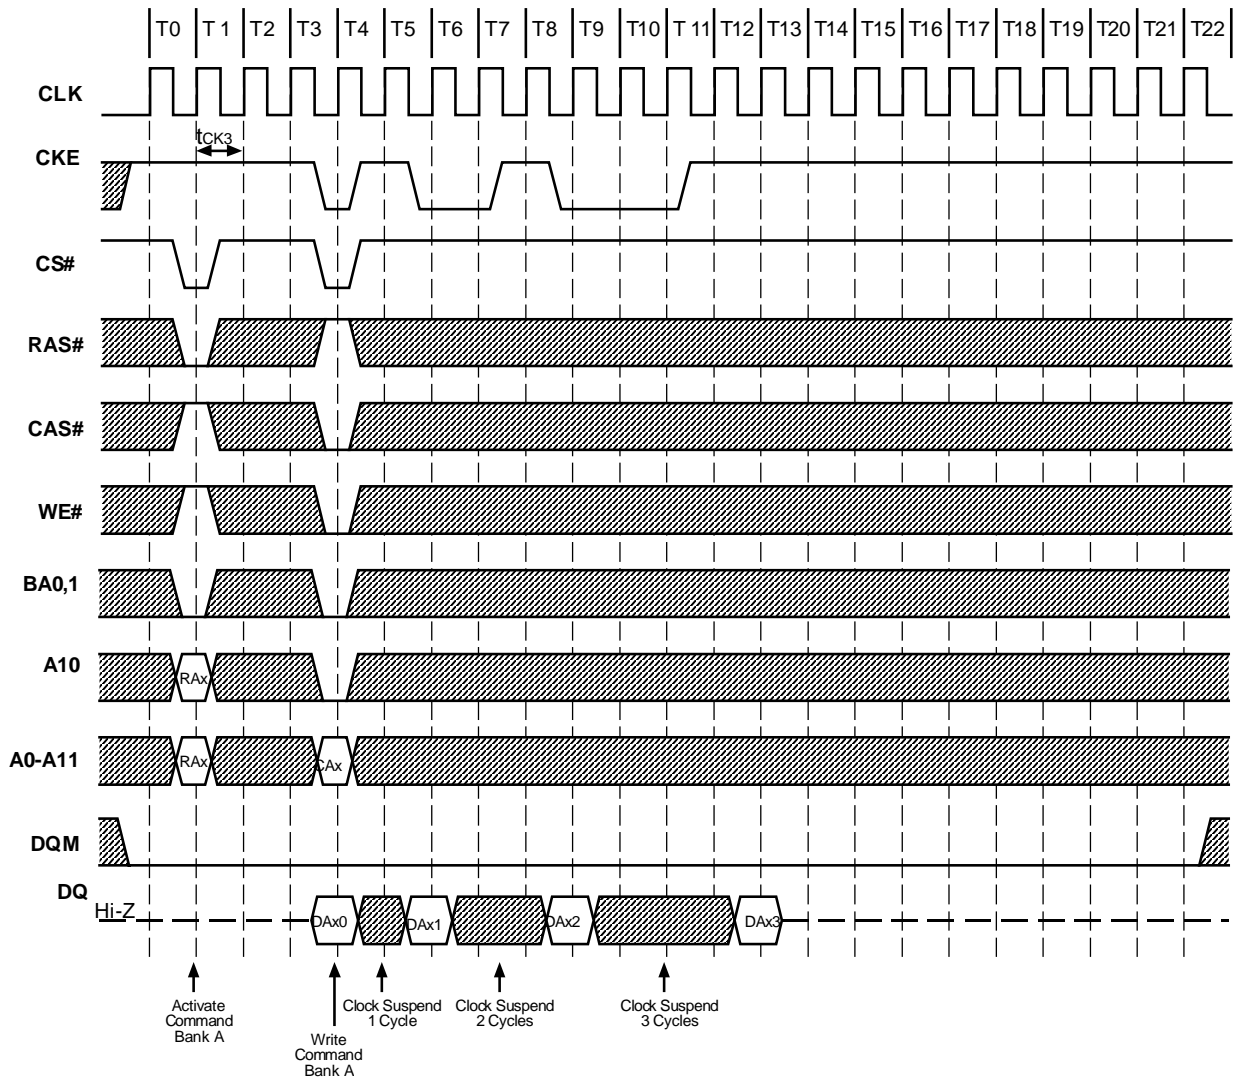 T0 T 1 T2 T3 T4 T5 T6 T7 T8 T9 T10 T 11 T12 T13 T14 T15 T16 T17 T18 T19 T20 T21 T22
CLK
tCK3
CKE
CS#
RAS#
CAS#
WE#
BA0,1
A10
RAx
A0-A11
RAx CAx
DQM
DQ
Hi-Z
DAx0 DAx1 DAx2 DAx3
Activate
Command
Bank A
Write
Command
Bank A
Clock Suspend
1 Cycle
Clock Suspend
2 Cycles
Clock Suspend
3 Cycles